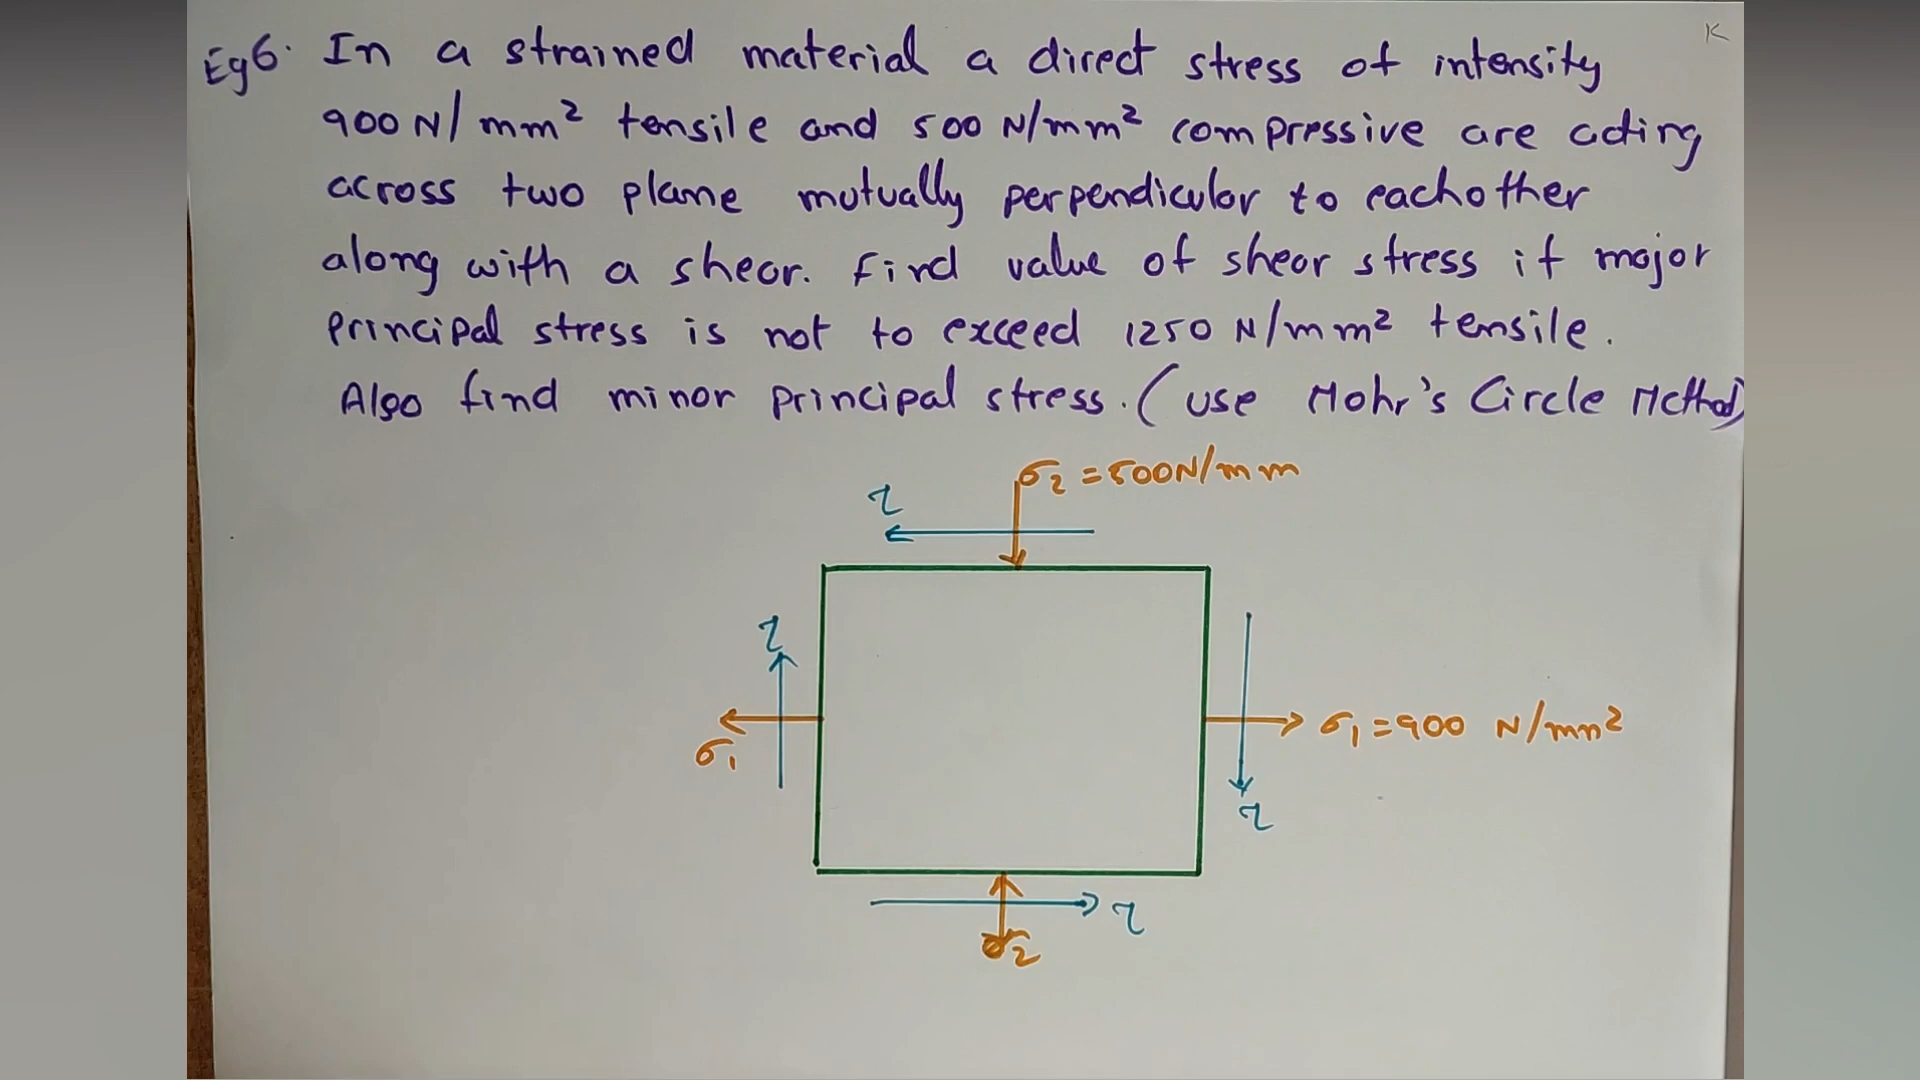 Eg6. In a strained material a direct stress of intensity
900 N/mm² tensile and 500 N/mm² compressive are acting
across two plane mutually perpendicular to eachother
along with a shear. Find value of shear stress if major
principal stress is not to exceed 1250 N/mm² tensile.
Also find minor principal stress. (use Mohr's Circle Method)
K
σ₂ = 500N/mm
τ
τ
σ₁
σ₁ = 900 N/mm²
τ
τ
σ₂